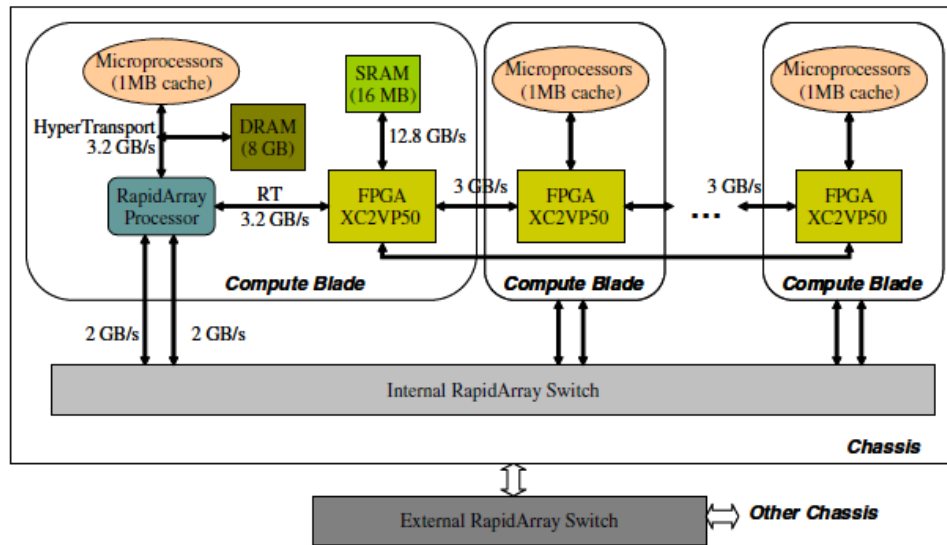 Microprocessors
(1MB cache)
SRAM
(16 MB)
HyperTransport
3.2 GB/s
DRAM
(8 GB)
12.8 GB/s
RapidArray
Processor
RT
3.2 GB/s
FPGA
XC2VP50
3 GB/s
Compute Blade
2 GB/s
2 GB/s
Microprocessors
(1MB cache)
FPGA
XC2VP50
Compute Blade
...
3 GB/s
Microprocessors
(1MB cache)
FPGA
XC2VP50
Compute Blade
Internal RapidArray Switch
Chassis
External RapidArray Switch
Other Chassis